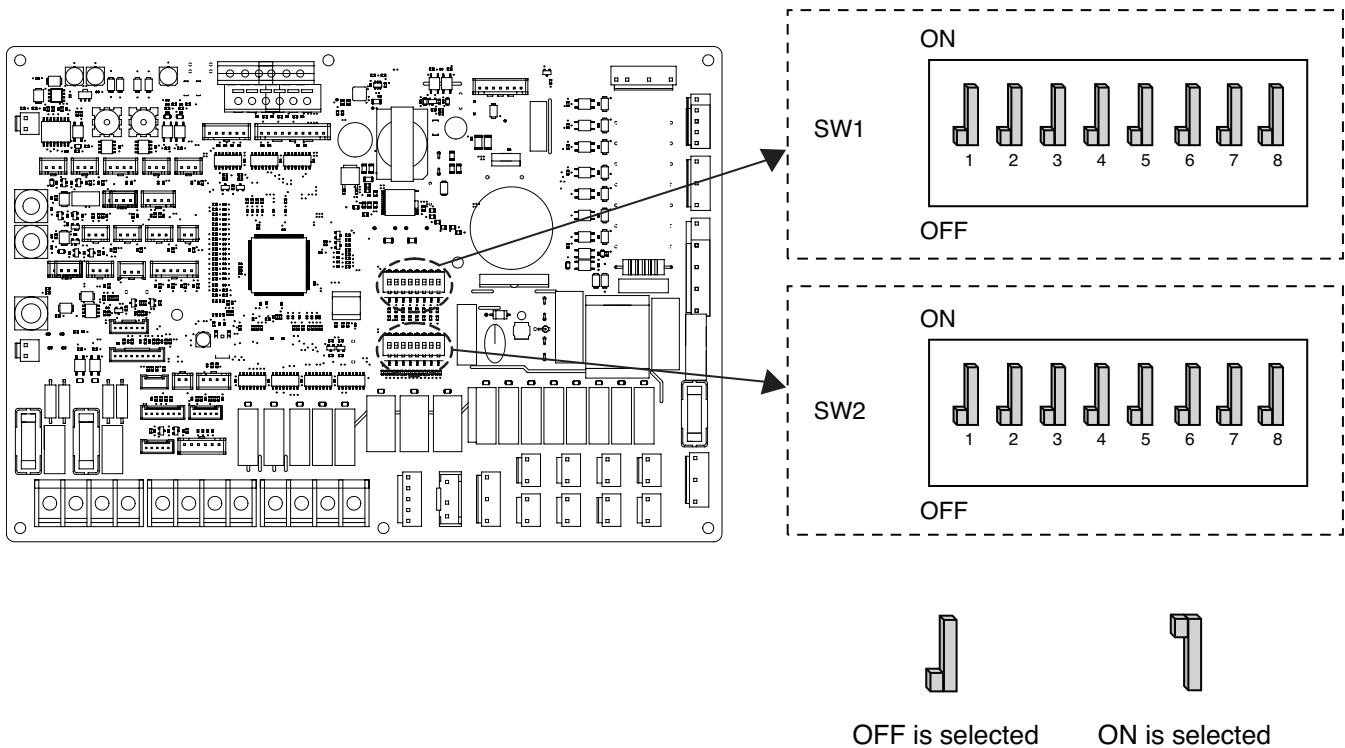 ON
SW1
1 2 3 4 5 6 7 8
OFF
ON
SW2
1 2 3 4 5 6 7 8
OFF
OFF is selected
ON is selected